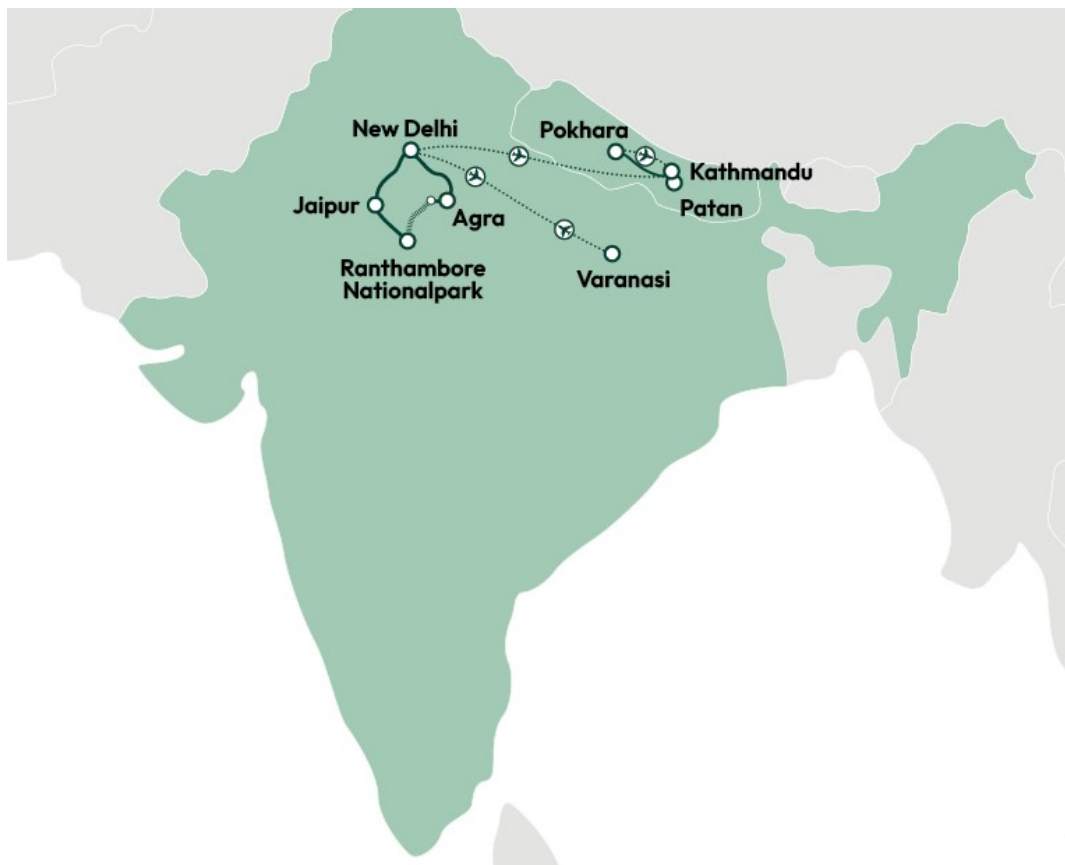 New Delhi
Pokhara
Kathmandu
Patan
Jaipur
Agra
Ranthambore
Nationalpark
Varanasi